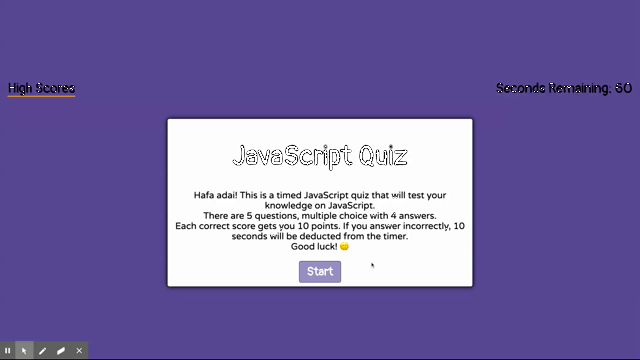 High Scores
Seconds Remaining: 60
JavaScript Quiz
Hafa adai! This is a timed JavaScript quiz that will test your
knowledge on JavaScript.
There are 5 questions, multiple choice with 4 answers.
Each correct score gets you 10 points. If you answer incorrectly, 10
seconds will be deducted from the timer.
Good luck! 🙂
Start